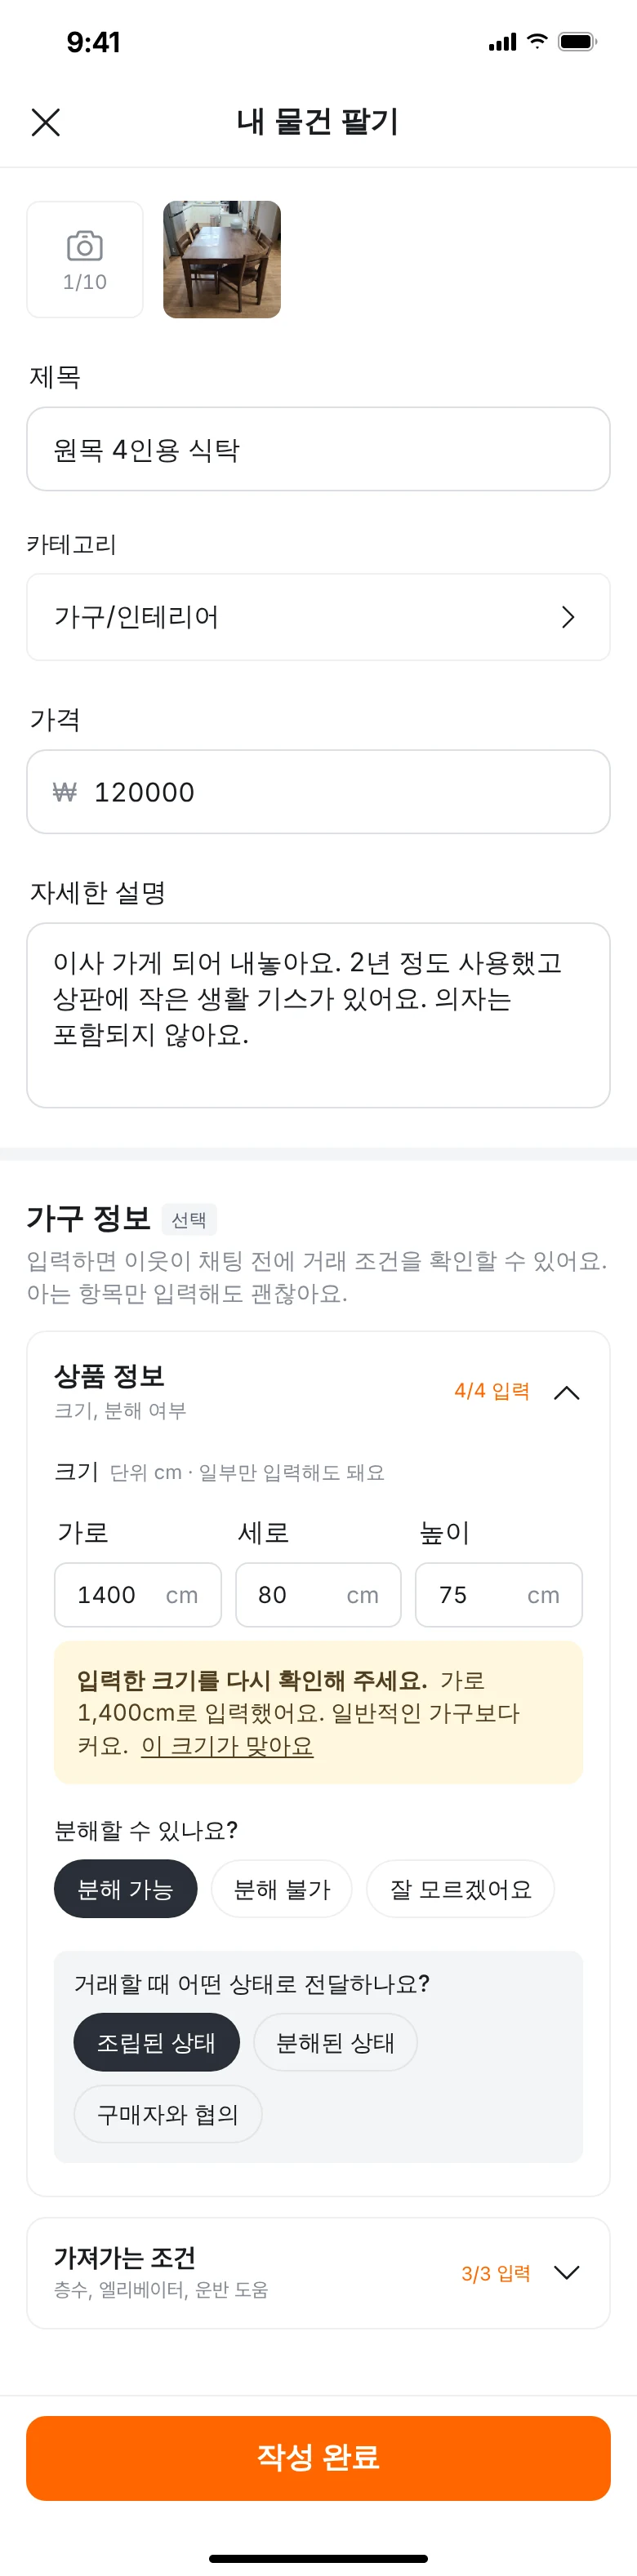 9:41
내 물건 팔기
1/10
제목
원목 4인용 식탁
카테고리
가구/인테리어
가격
₩ 120000
자세한 설명
이사 가게 되어 내놓아요. 2년 정도 사용했고
상판에 작은 생활 기스가 있어요. 의자는
포함되지 않아요.
가구 정보 선택
입력하면 이웃이 채팅 전에 거래 조건을 확인할 수 있어요.
아는 항목만 입력해도 괜찮아요.
상품 정보
4/4 입력
크기, 분해 여부
크기 단위 cm · 일부만 입력해도 돼요
가로 세로 높이
1400 cm 80 cm 75 cm
입력한 크기를 다시 확인해 주세요. 가로
1,400cm로 입력했어요. 일반적인 가구보다
커요. 이 크기가 맞아요
분해할 수 있나요?
분해 가능 분해 불가 잘 모르겠어요
거래할 때 어떤 상태로 전달하나요?
조립된 상태 분해된 상태
구매자와 협의
가져가는 조건
3/3 입력
층수, 엘리베이터, 운반 도움
작성 완료